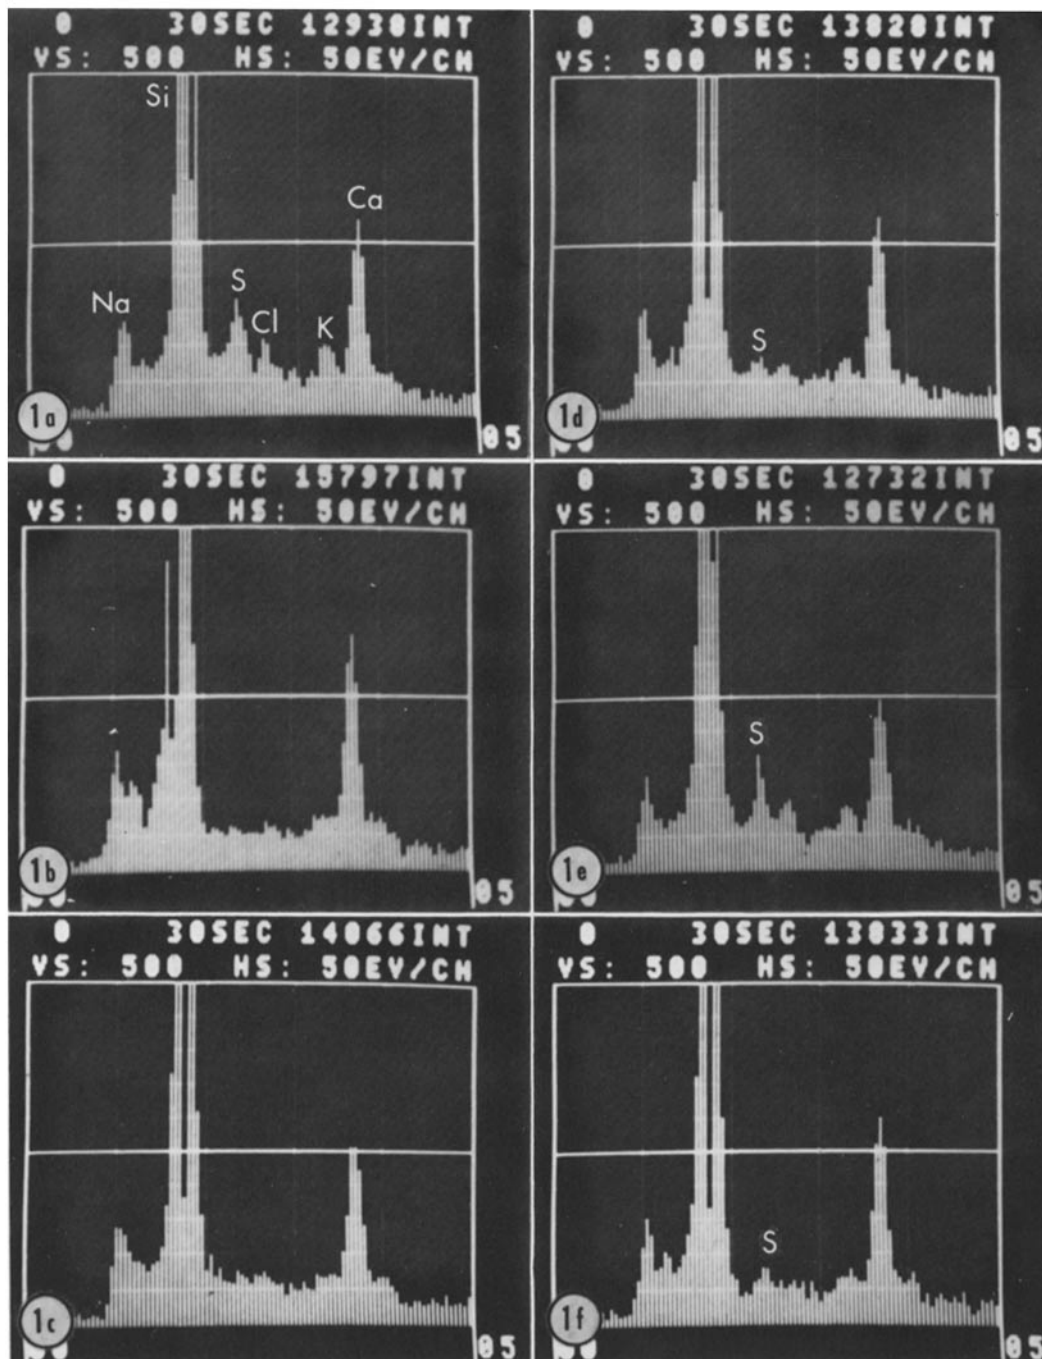 0 30SEC 12938INT
VS: 500 HS: 50EV/CM
Si
Ca
S
Na
Cl
K
1a
05
0 30SEC 13828INT
VS: 500 HS: 50EV/CM
S
1d
05
0 30SEC 15797INT
VS: 500 HS: 50EV/CM
1b
05
0 30SEC 12732INT
VS: 500 HS: 50EV/CM
S
1e
05
0 30SEC 14066INT
VS: 500 HS: 50EV/CM
1c
05
0 30SEC 13033INT
VS: 500 HS: 50EV/CM
S
1f
05